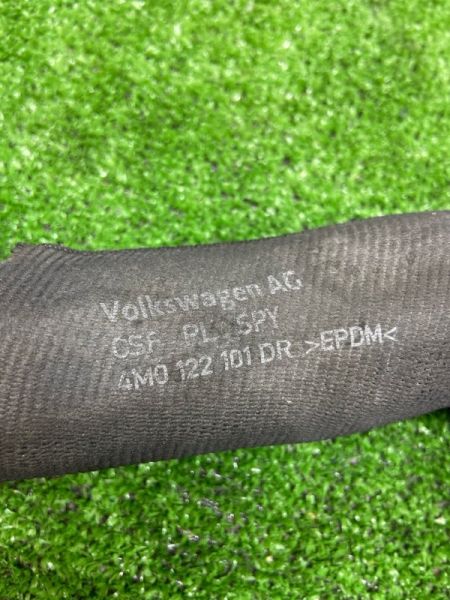 Volkswagen AG
CSF PL SPY
4M0 122 101 DR >EPDM<